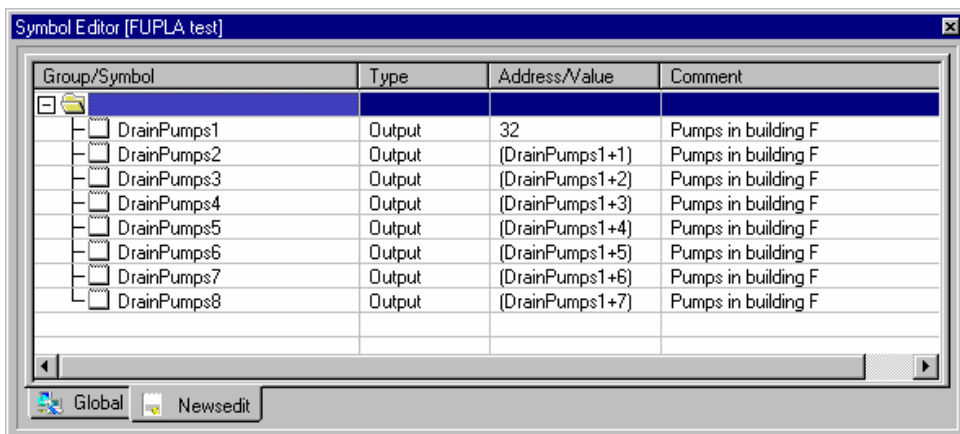 Symbol Editor [FUPLA test]
Group/Symbol Type Address/Value Comment
DrainPumps1 Output 32 Pumps in building F
DrainPumps2 Output (DrainPumps1+1) Pumps in building F
DrainPumps3 Output (DrainPumps1+2) Pumps in building F
DrainPumps4 Output (DrainPumps1+3) Pumps in building F
DrainPumps5 Output (DrainPumps1+4) Pumps in building F
DrainPumps6 Output (DrainPumps1+5) Pumps in building F
DrainPumps7 Output (DrainPumps1+6) Pumps in building F
DrainPumps8 Output (DrainPumps1+7) Pumps in building F
Global Newsedit